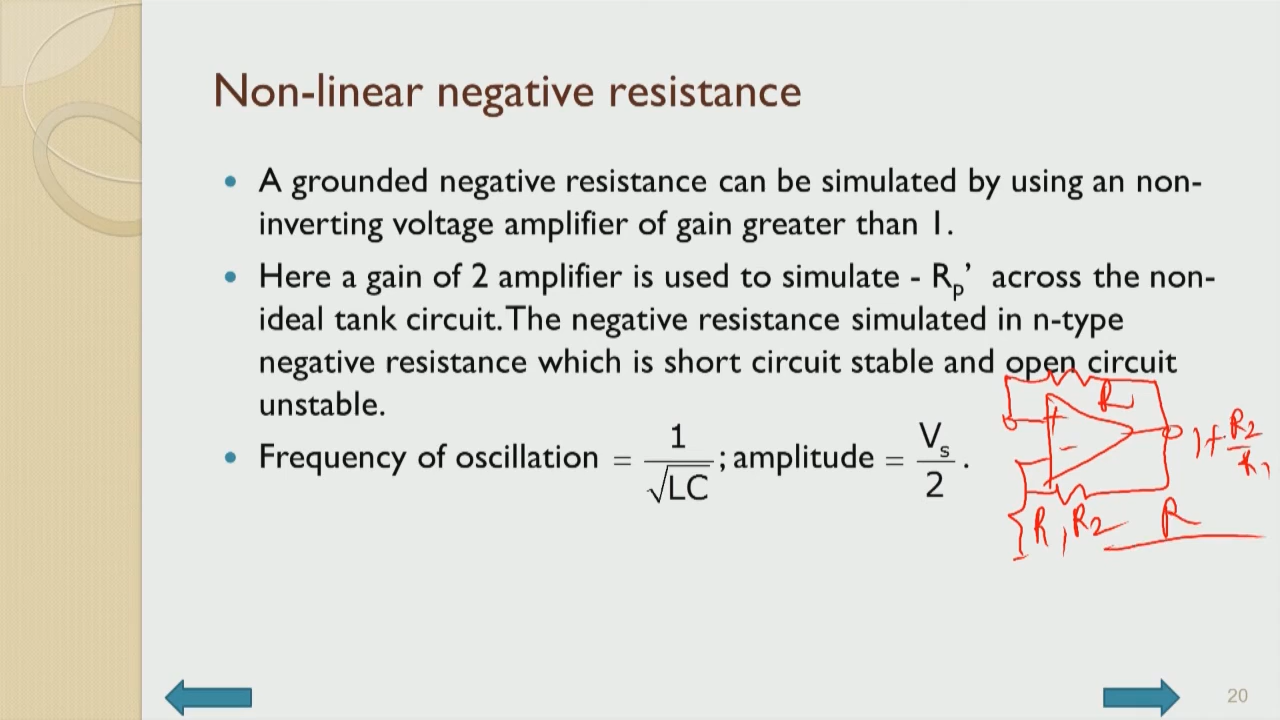 Non-linear negative resistance
• A grounded negative resistance can be simulated by using an non-
inverting voltage amplifier of gain greater than 1.
• Here a gain of 2 amplifier is used to simulate - Rp’ across the non-
ideal tank circuit. The negative resistance simulated in n-type
negative resistance which is short circuit stable and open circuit
unstable.
• Frequency of oscillation = 1/√LC ; amplitude = Vs/2 .
R
+
-
1+ R2/R1
R1 R2 R
20